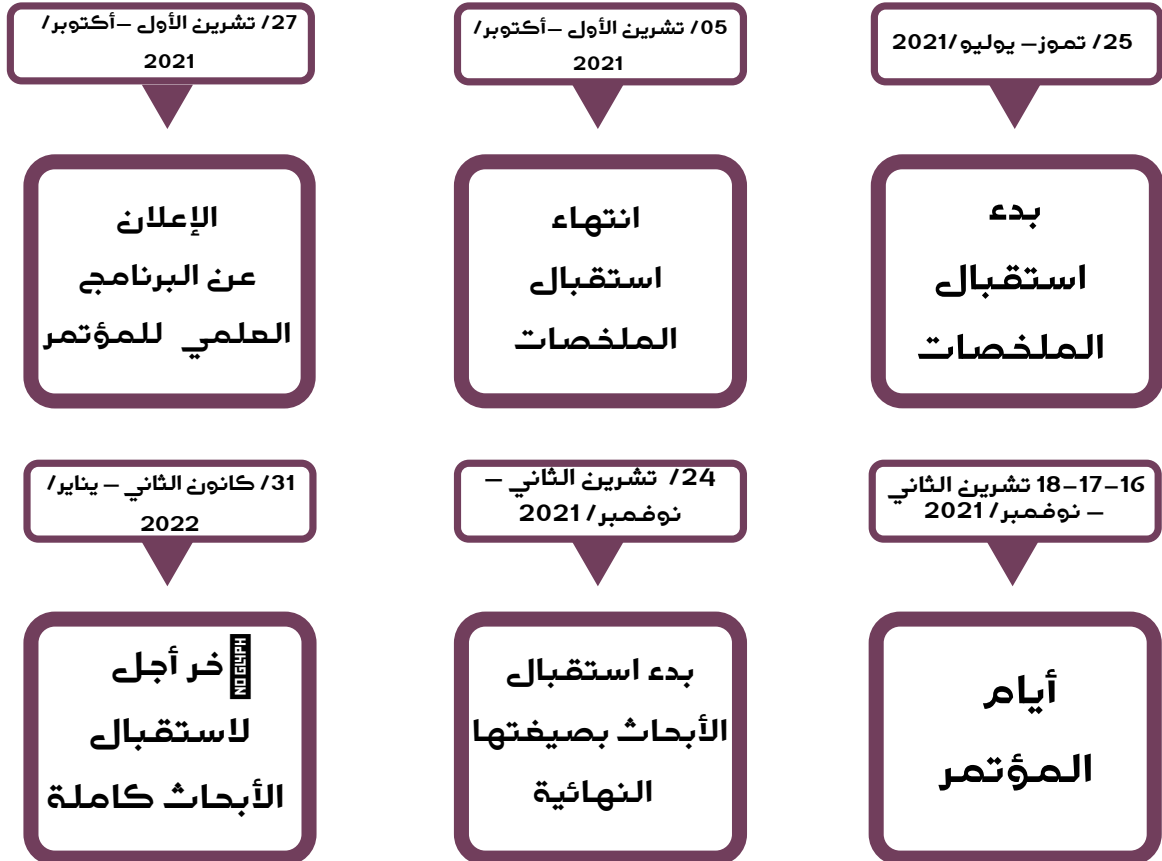 25/ تموز– يوليو/2021
بدء
استقبال
الملخصات
05/ تشرين الأول –أكتوبر/
2021
انتهاء
استقبال
الملخصات
27/ تشرين الأول –أكتوبر/
2021
الإعلان
عن البرنامج
العلمي للمؤتمر
16–17–18 تشرين الثاني
– نوفمبر/ 2021
أيام
المؤتمر
24/ تشرين الثاني –
نوفمبر/ 2021
بدء استقبال
الأبحاث بصيغتها
النهائية
31/ كانون الثاني – يناير/
2022
خر أجل
لاستقبال
الأبحاث كاملة